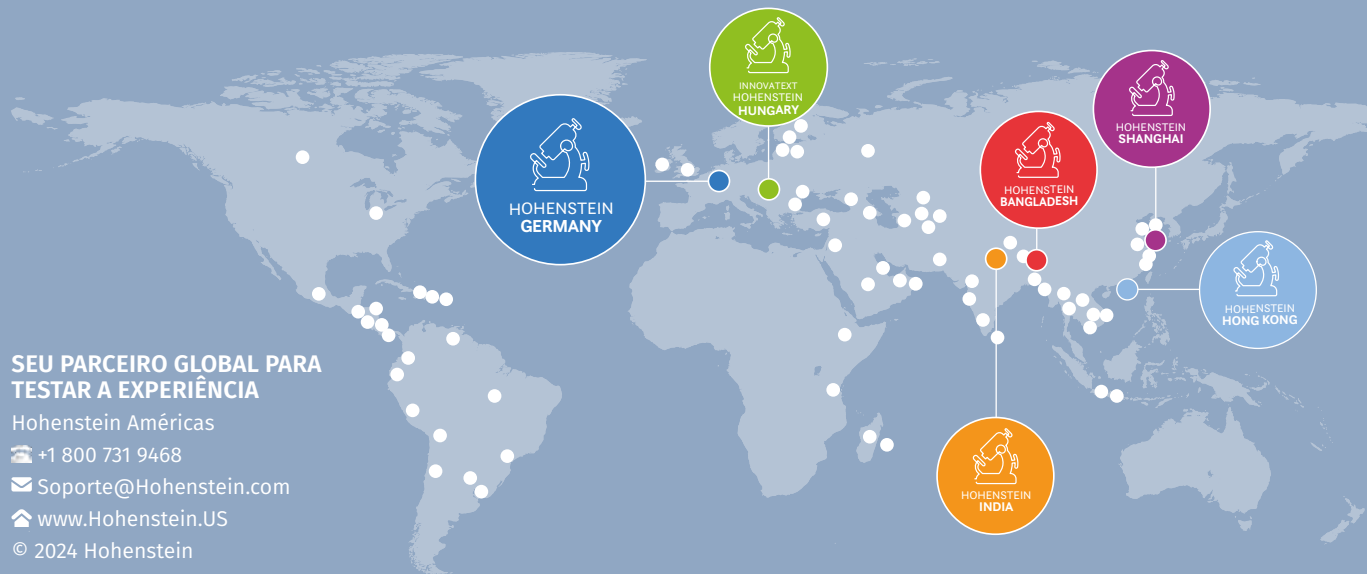 INNOVATEXT
HOHENSTEIN
HUNGARY
HOHENSTEIN
SHANGHAI
HOHENSTEIN
GERMANY
HOHENSTEIN
BANGLADESH
HOHENSTEIN
HONG KONG
HOHENSTEIN
INDIA
SEU PARCEIRO GLOBAL PARA
TESTAR A EXPERIÊNCIA
Hohenstein Américas
+1 800 731 9468
Soporte@Hohenstein.com
www.Hohenstein.US
© 2024 Hohenstein